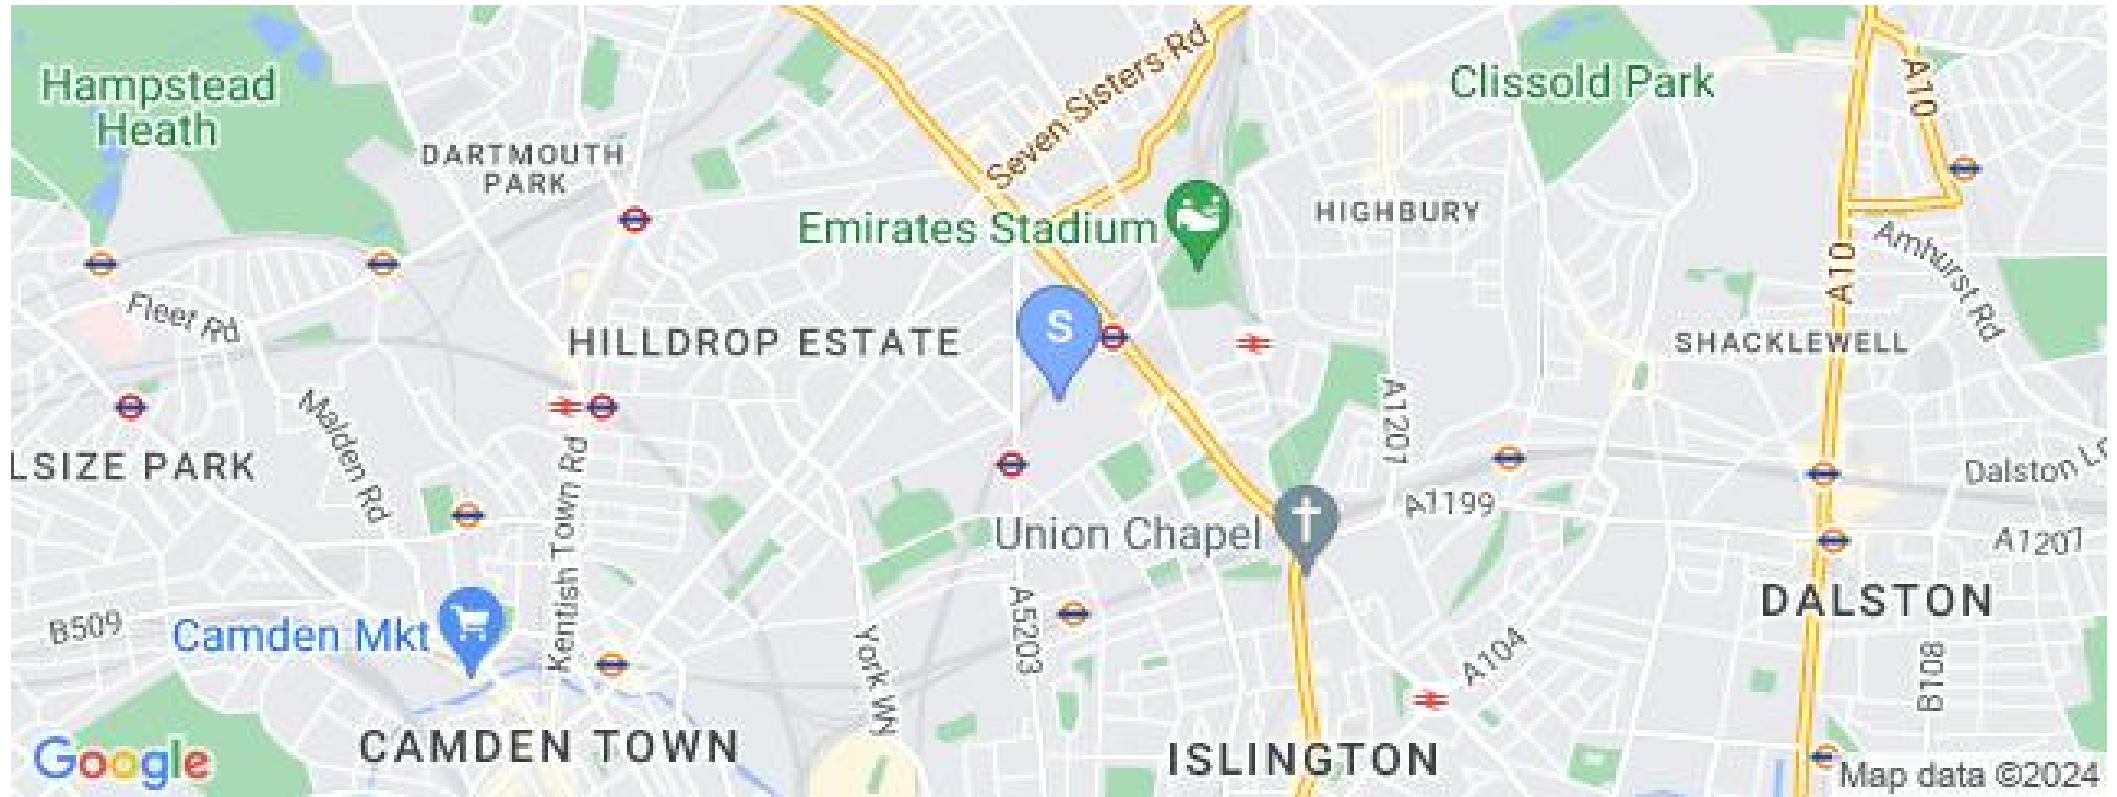 Hampstead
Heath
Seven Sisters Rd
Clissold Park
A10
DARTMOUTH
PARK
Emirates Stadium
HIGHBURY
Amhurst Rd
A10
Fleet Rd
HILLDROP ESTATE
S
SHACKLEWELL
Malden Rd
A1201
LSIZE PARK
Kentish Town Rd
Dalston L
Union Chapel
A1199
A1207
DALSTON
B509
Camden Mkt
York Wy
A5203
A104
B108
CAMDEN TOWN
ISLINGTON
Google
Map data ©2024